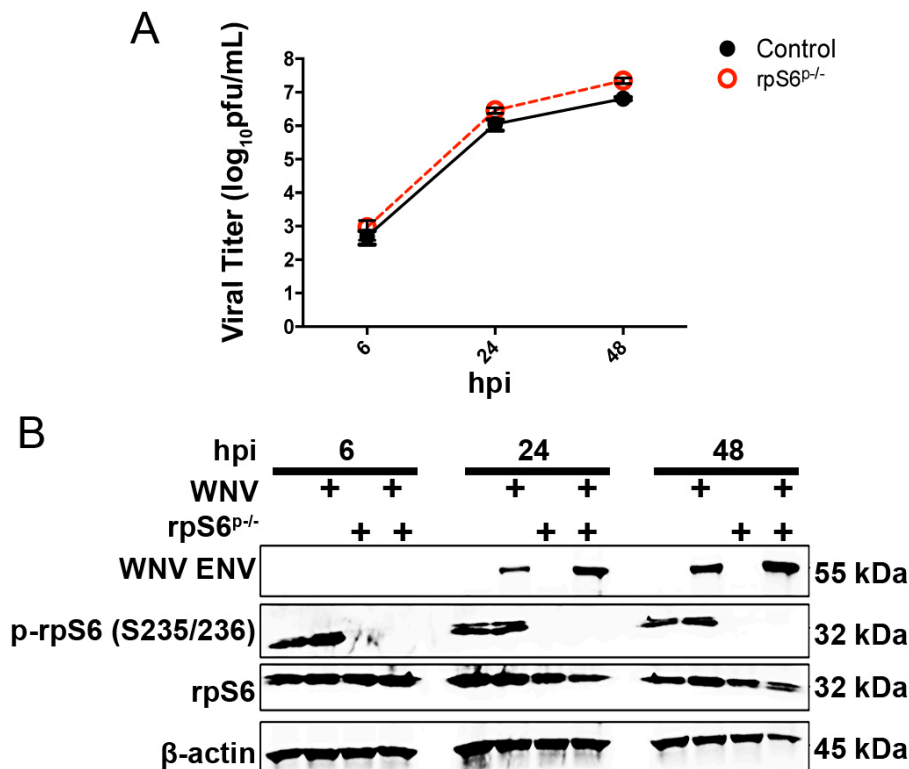 A
Viral Titer (log₁₀pfu/mL)
8
7
6
5
4
3
2
1
0
6
24
48
hpi
Control
rpS6ᵖ⁻/⁻
B
hpi 6 24 48
WNV + + + + + +
rpS6ᵖ⁻/⁻ + + + + + +
WNV ENV 55 kDa
p-rpS6 (S235/236) 32 kDa
rpS6 32 kDa
β-actin 45 kDa